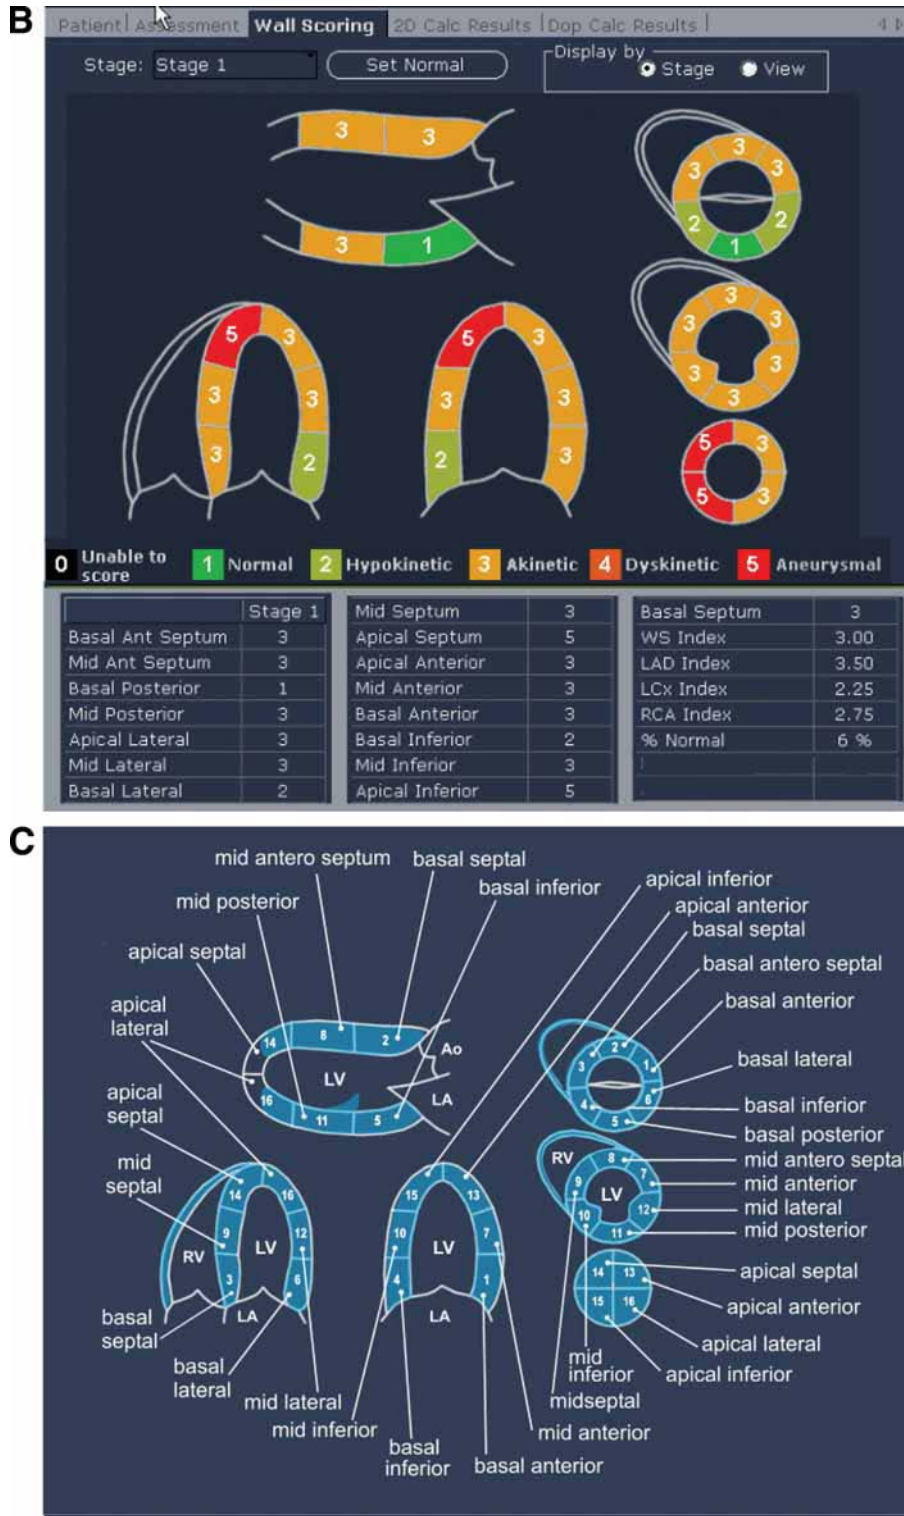 B
Patient Assessment Wall Scoring 2D Calc Results Dop Calc Results
Stage: Stage 1 Set Normal Display by Stage View
3 3
3 1
3 3 3
2 1 2
3 3 3
3 3 3
5 3
5 3
5 3
3 3
3 2
5 3
3 3
2 3
0 Unable to score 1 Normal 2 Hypokinetic 3 Akinetic 4 Dyskinetic 5 Aneurysmal
Stage 1
Basal Ant Septum 3
Mid Ant Septum 3
Basal Posterior 1
Mid Posterior 3
Apical Lateral 3
Mid Lateral 3
Basal Lateral 2
Mid Septum 3
Apical Septum 5
Apical Anterior 3
Mid Anterior 3
Basal Anterior 3
Basal Inferior 2
Mid Inferior 3
Apical Inferior 5
Basal Septum 3
WS Index 3.00
LAD Index 3.50
LCx Index 2.25
RCA Index 2.75
% Normal 6 %
C
mid antero septum
basal septal
basal inferior
mid posterior
apical septal
apical lateral
apical septal
mid septal
basal septal
basal lateral
mid lateral
mid inferior
basal inferior
basal anterior
mid anterior
apical inferior
apical anterior
basal septal
basal antero septal
basal anterior
basal lateral
basal inferior
basal posterior
mid antero septal
mid anterior
mid lateral
mid posterior
apical septal
apical anterior
apical lateral
apical inferior
mid inferior
midseptal
14 8 2 Ao
LV LA
16 11 5
14 16
9 12
RV LV
3 6
LA
15 13
10 7
LV
4 1
LA
2
3 1
4 6
5
RV 8
9 LV 7
10 12
11
14 13
15 16